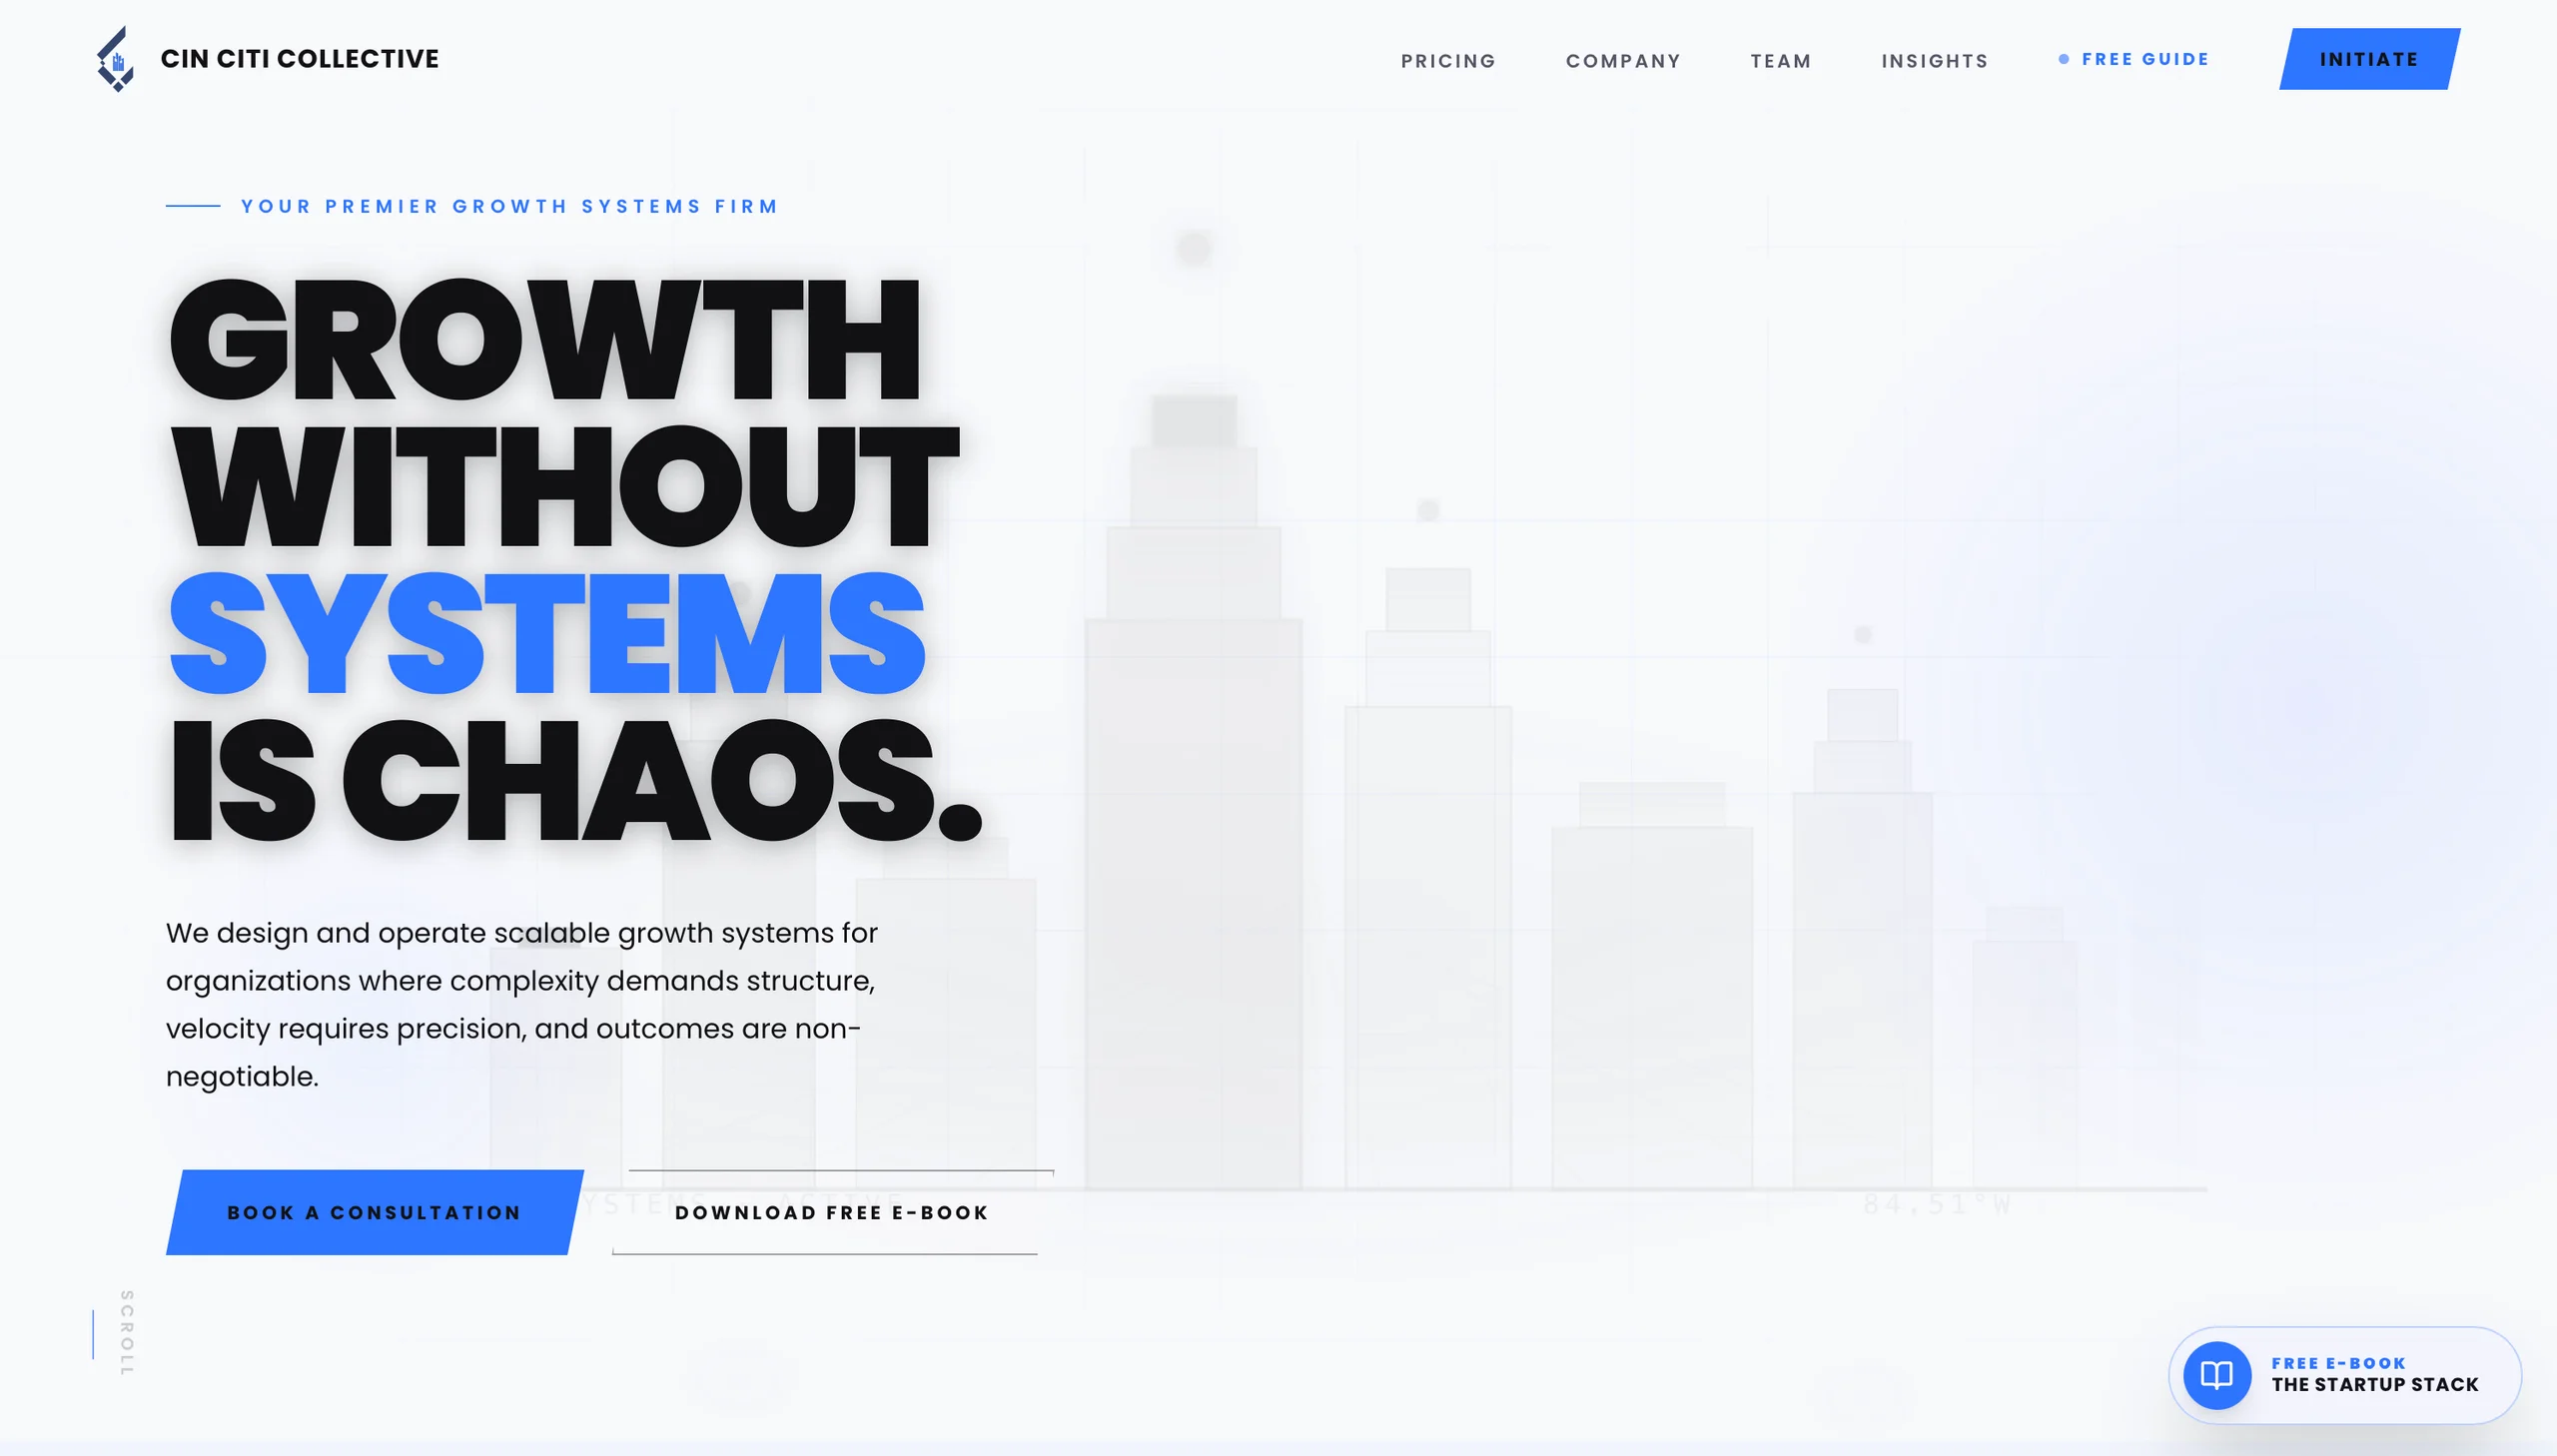 CIN CITI COLLECTIVE
PRICING
COMPANY
TEAM
INSIGHTS
FREE GUIDE
INITIATE
YOUR PREMIER GROWTH SYSTEMS FIRM
GROWTH
WITHOUT
SYSTEMS
IS CHAOS.
We design and operate scalable growth systems for
organizations where complexity demands structure,
velocity requires precision, and outcomes are non-
negotiable.
BOOK A CONSULTATION
DOWNLOAD FREE E-BOOK
84.51°W
SCROLL
FREE E-BOOK
THE STARTUP STACK